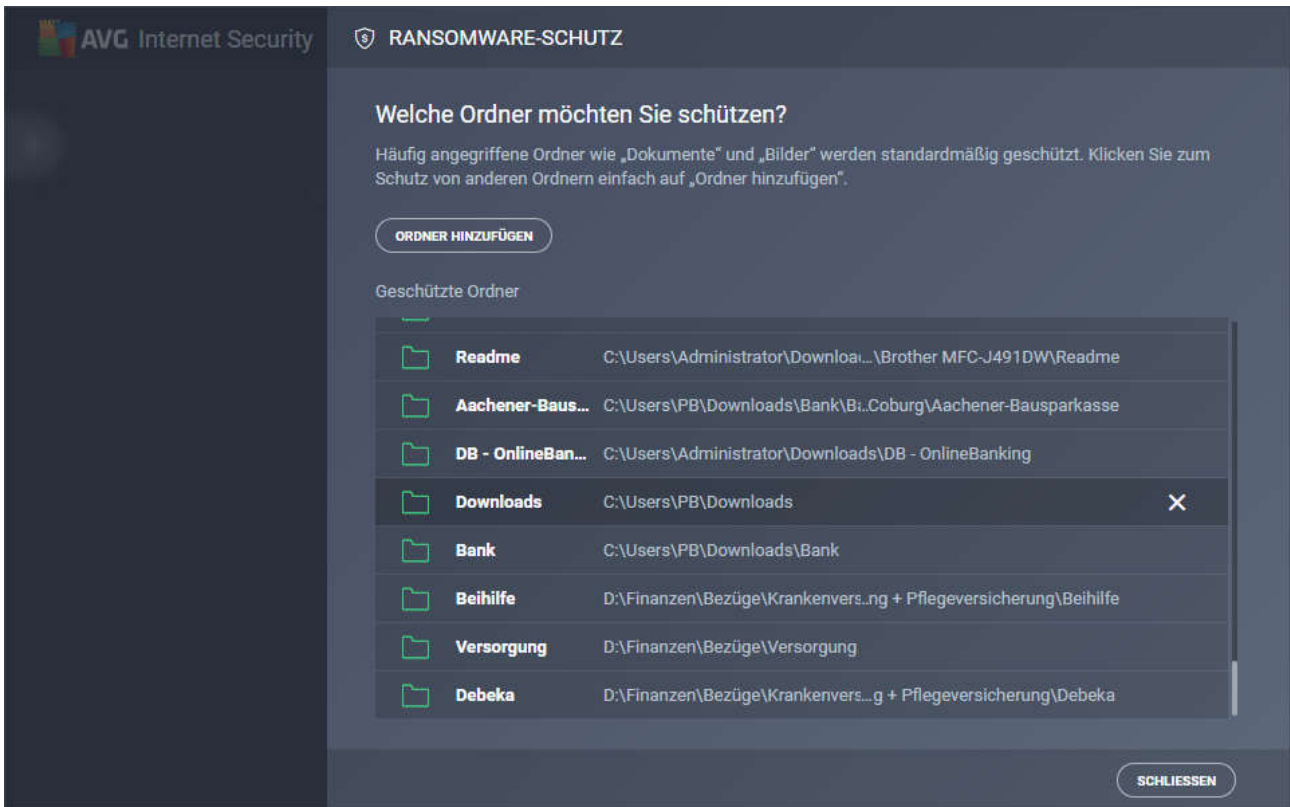 AVG Internet Security
RANSOMWARE-SCHUTZ
Welche Ordner möchten Sie schützen?
Häufig angegriffene Ordner wie „Dokumente“ und „Bilder“ werden standardmäßig geschützt. Klicken Sie zum
Schutz von anderen Ordnern einfach auf „Ordner hinzufügen“.
ORDNER HINZUFÜGEN
Geschützte Ordner
Readme C:\Users\Administrator\Downloa…\Brother MFC-J491DW\Readme
Aachener-Baus... C:\Users\PB\Downloads\Bank\Ba..Coburg\Aachener-Bausparkasse
DB - OnlineBan... C:\Users\Administrator\Downloads\DB - OnlineBanking
Downloads C:\Users\PB\Downloads
Bank C:\Users\PB\Downloads\Bank
Beihilfe D:\Finanzen\Bezüge\Krankenvers..ng + Pflegeversicherung\Beihilfe
Versorgung D:\Finanzen\Bezüge\Versorgung
Debeka D:\Finanzen\Bezüge\Krankenvers...g + Pflegeversicherung\Debeka
SCHLIESSEN